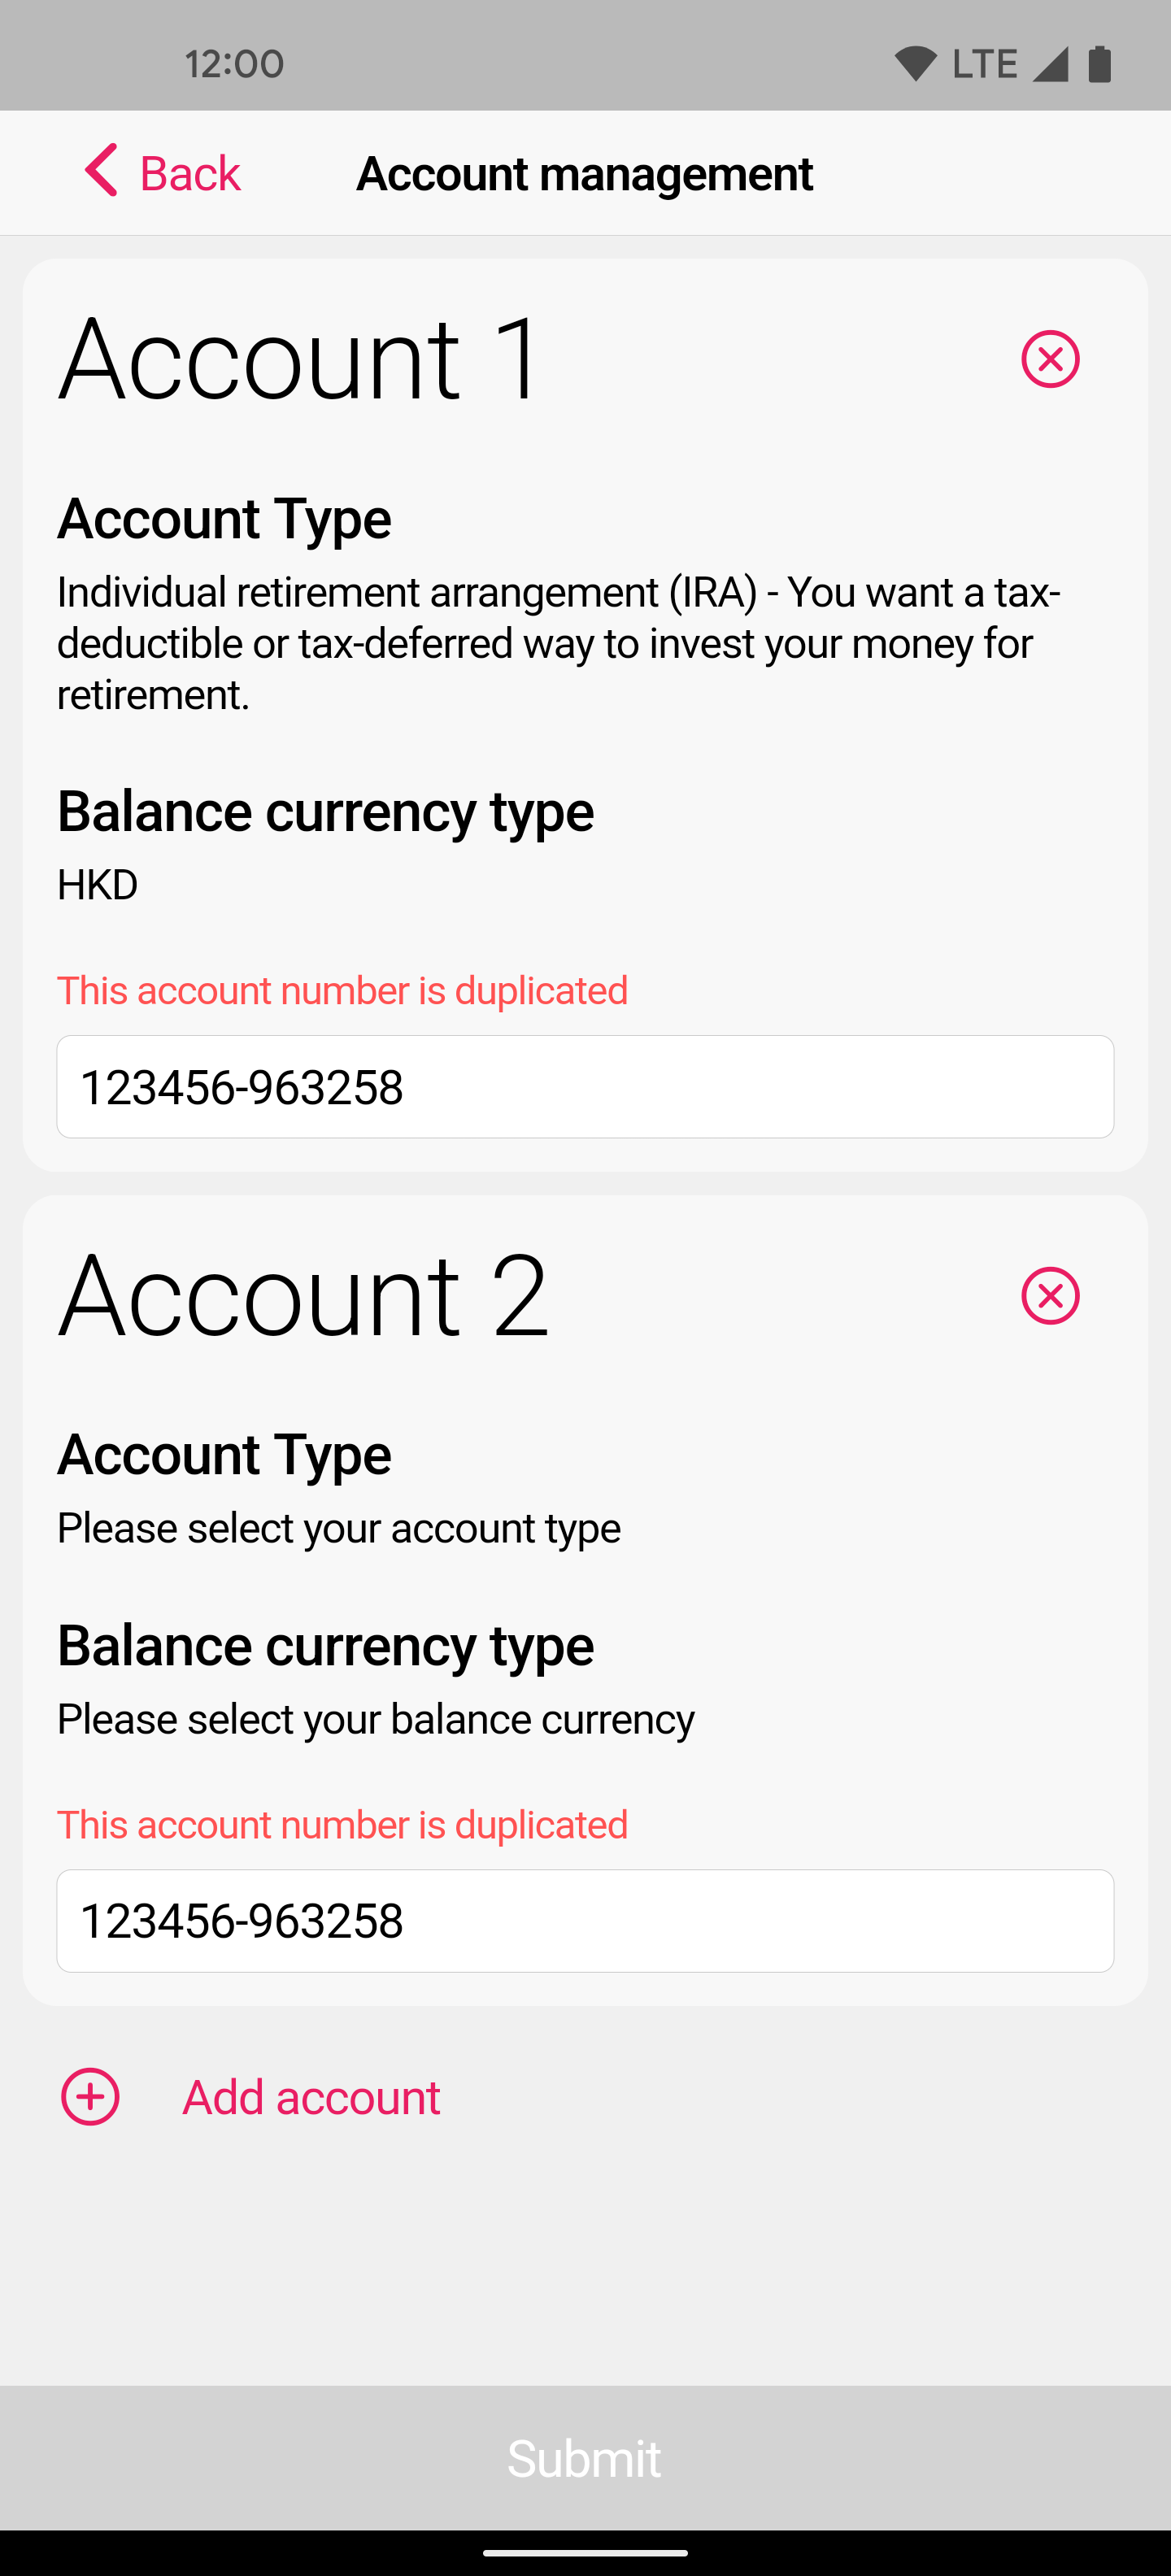 12:00
LTE
Back
Account management
Account 1
Account Type
Individual retirement arrangement (IRA) - You want a tax-
deductible or tax-deferred way to invest your money for
retirement.
Balance currency type
HKD
This account number is duplicated
123456-963258
Account 2
Account Type
Please select your account type
Balance currency type
Please select your balance currency
This account number is duplicated
123456-963258
Add account
Submit